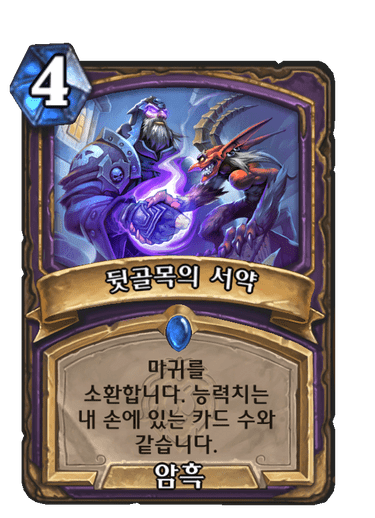 4
뒷골목의 서약
마귀를
소환합니다. 능력치는
내 손에 있는 카드 수와
같습니다.
암흑